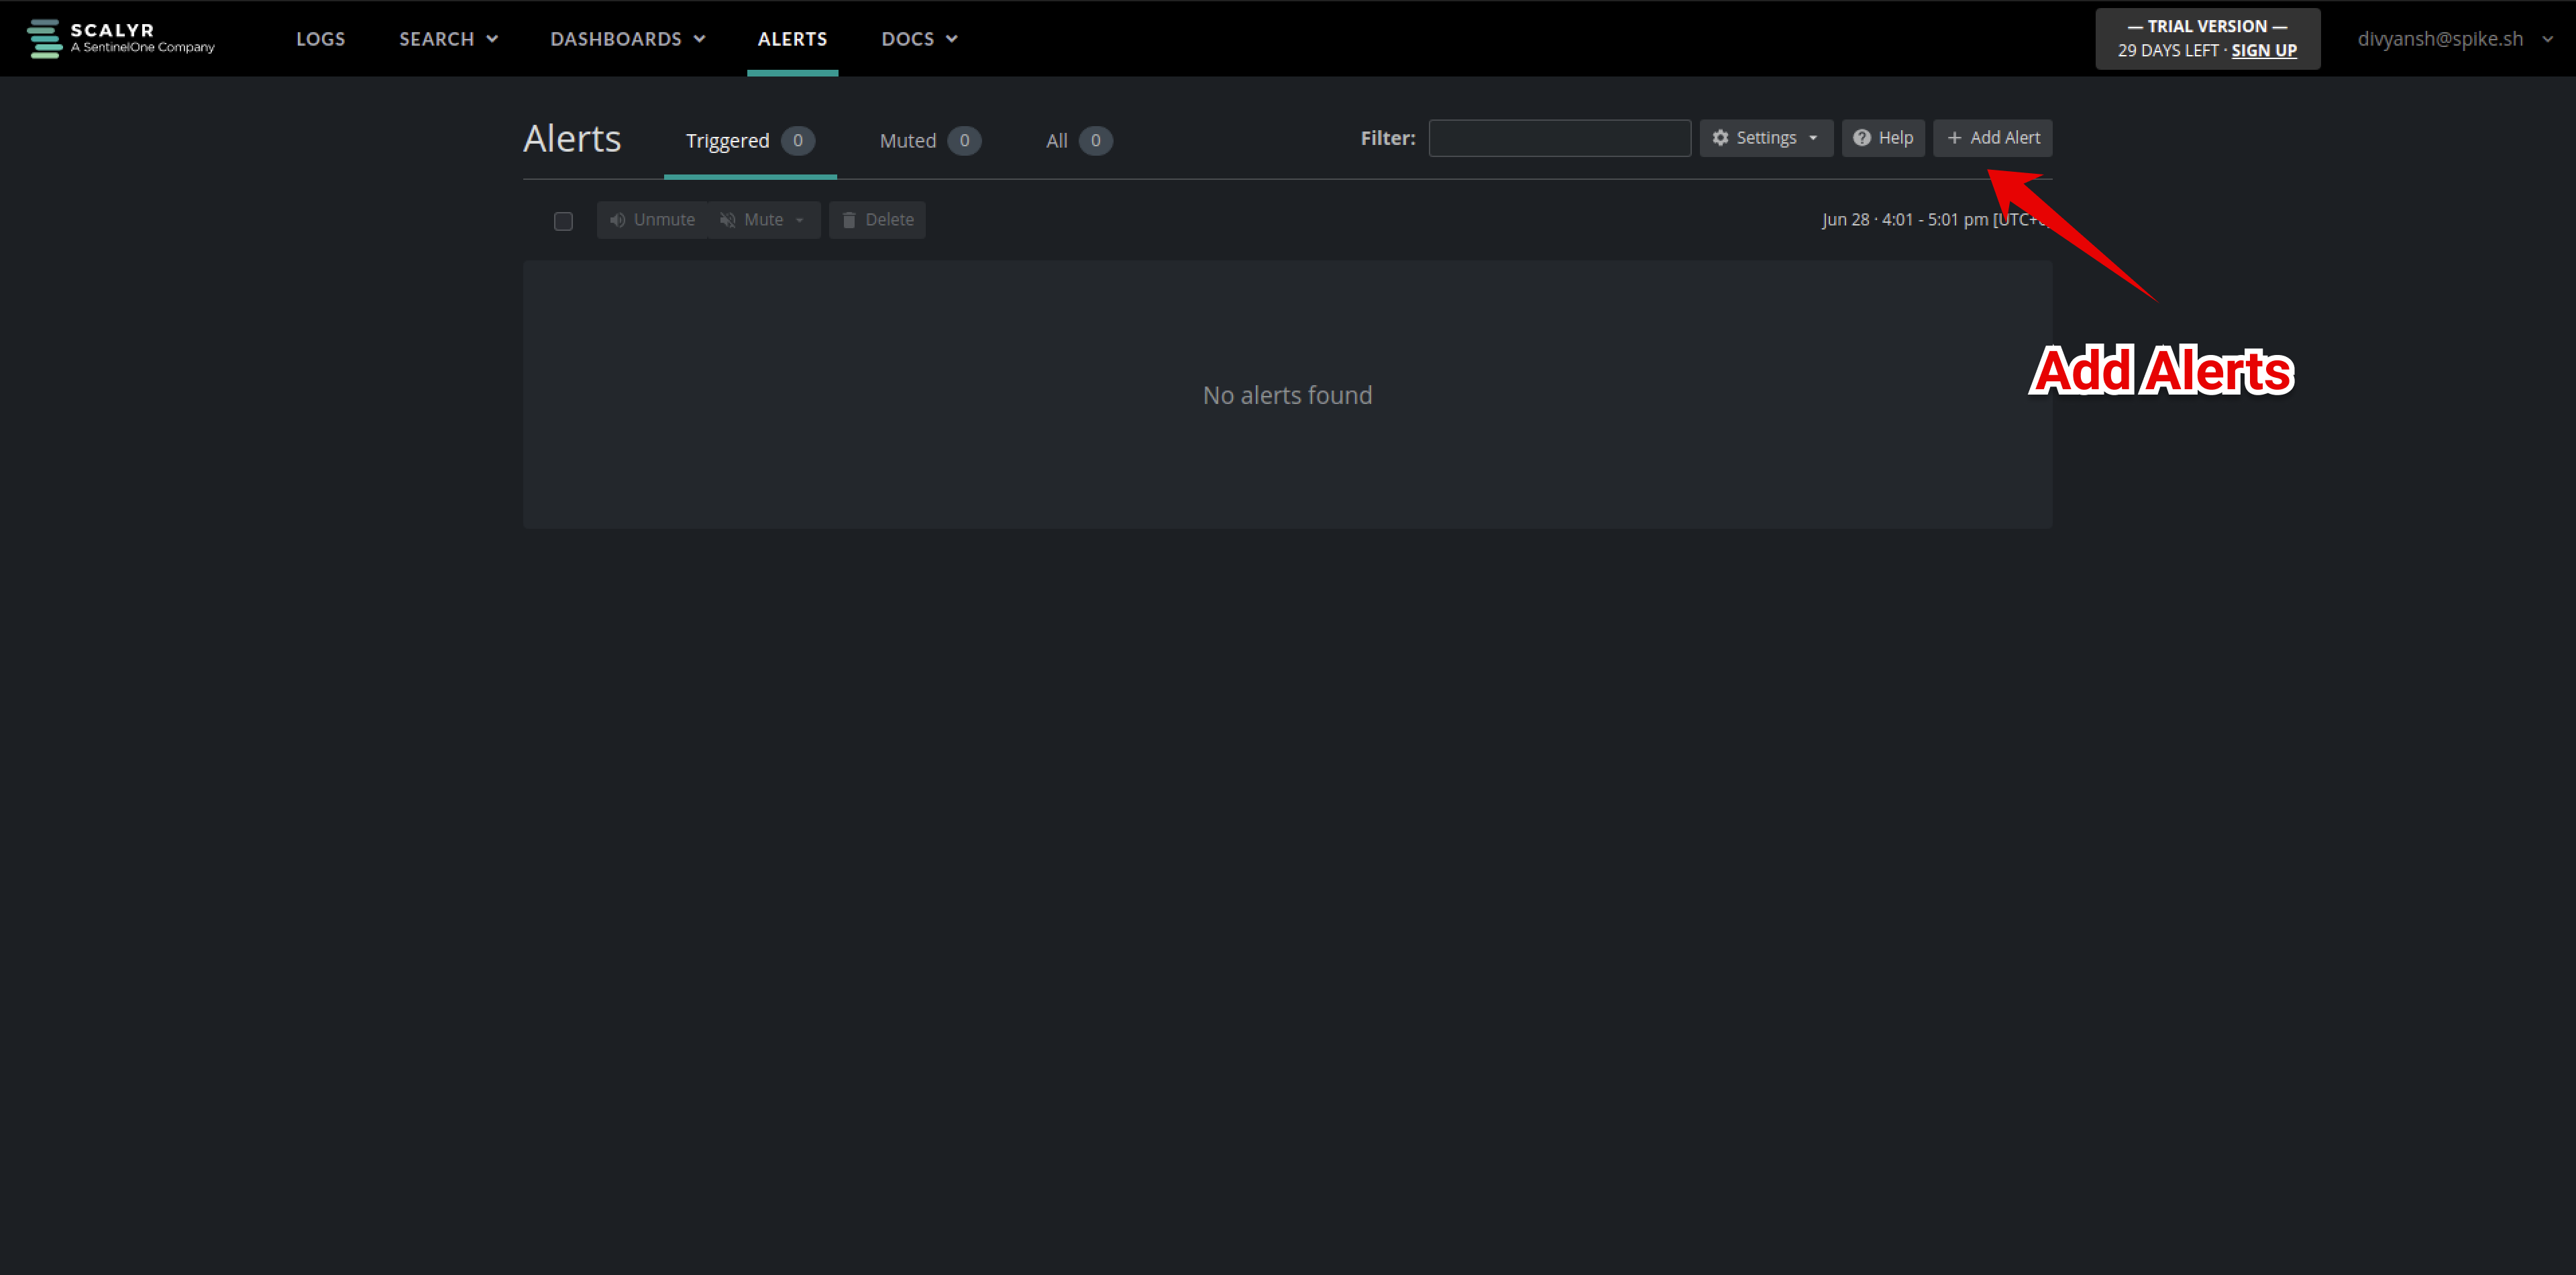 SCALYR
A SentinelOne Company
LOGS
SEARCH
DASHBOARDS
ALERTS
DOCS
— TRIAL VERSION —
29 DAYS LEFT · SIGN UP
divyansh@spike.sh
Alerts
Triggered 0
Muted 0
All 0
Filter:
Settings
Help
+ Add Alert
Unmute
Mute
Delete
Jun 28 · 4:01 - 5:01 pm
Add Alerts
No alerts found